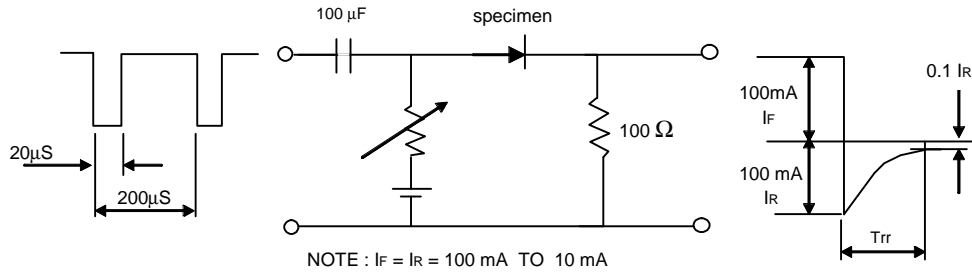 100 µF
specimen
0.1 IR
100mA
IF
100 Ω
20µS
100 mA
IR
200µS
Trr
NOTE : IF = IR = 100 mA TO 10 mA